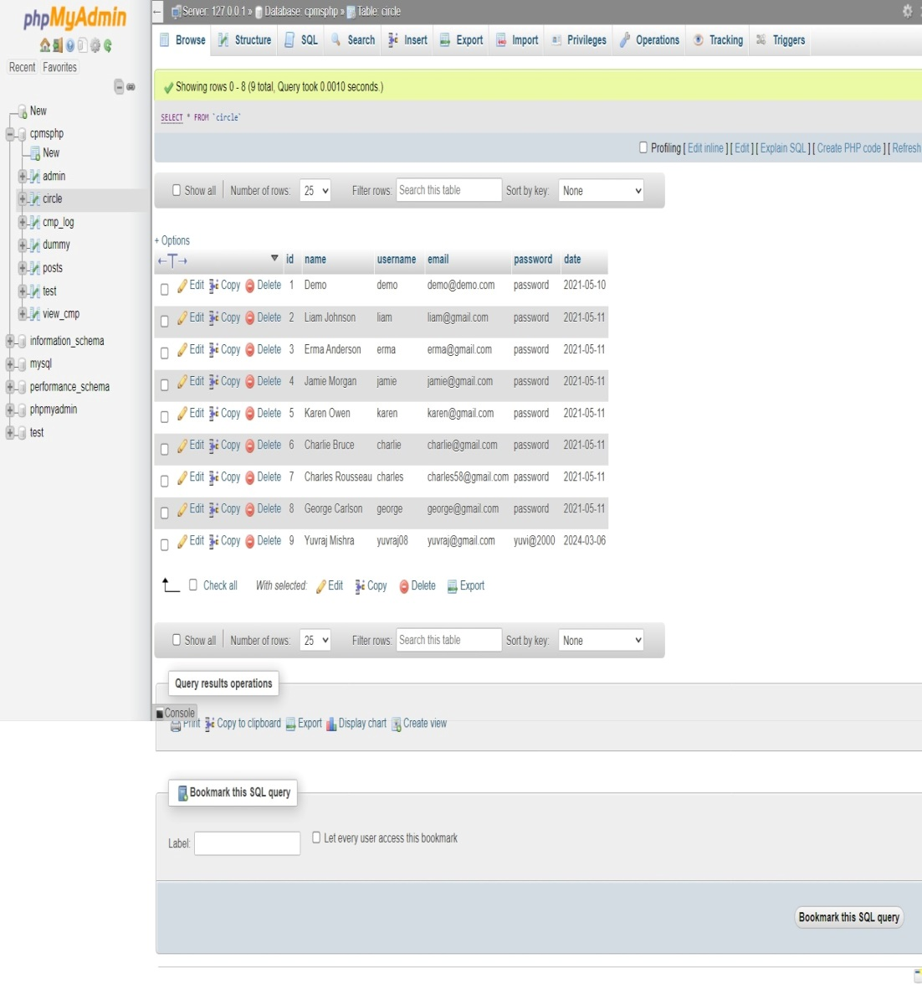 phpMyAdmin
Recent Favorites
New
cpmsphp
New
admin
circle
cmp_log
dummy
posts
test
view_cmp
information_schema
mysql
performance_schema
phpmyadmin
test
Server: 127.0.0.1 » Database: cpmsphp » Table: circle
Browse Structure SQL Search Insert Export Import Privileges Operations Tracking Triggers
Showing rows 0 - 8 (9 total, Query took 0.0010 seconds.)
SELECT * FROM `circle`
Profiling [ Edit inline ] [ Edit ] [ Explain SQL ] [ Create PHP code ] [ Refresh
Show all Number of rows: 25 Filter rows: Search this table Sort by key: None
+ Options
←T→ ▼ id name username email password date
Edit Copy Delete 1 Demo demo demo@demo.com password 2021-05-10
Edit Copy Delete 2 Liam Johnson liam liam@gmail.com password 2021-05-11
Edit Copy Delete 3 Erma Anderson erma erma@gmail.com password 2021-05-11
Edit Copy Delete 4 Jamie Morgan jamie jamie@gmail.com password 2021-05-11
Edit Copy Delete 5 Karen Owen karen karen@gmail.com password 2021-05-11
Edit Copy Delete 6 Charlie Bruce charlie charlie@gmail.com password 2021-05-11
Edit Copy Delete 7 Charles Rousseau charles charles58@gmail.com password 2021-05-11
Edit Copy Delete 8 George Carlson george george@gmail.com password 2021-05-11
Edit Copy Delete 9 Yuvraj Mishra yuvraj08 yuvraj@gmail.com yuvi@2000 2024-03-06
Check all With selected: Edit Copy Delete Export
Show all Number of rows: 25 Filter rows: Search this table Sort by key: None
Query results operations
Console
Print Copy to clipboard Export Display chart Create view
Bookmark this SQL query
Label: Let every user access this bookmark
Bookmark this SQL query